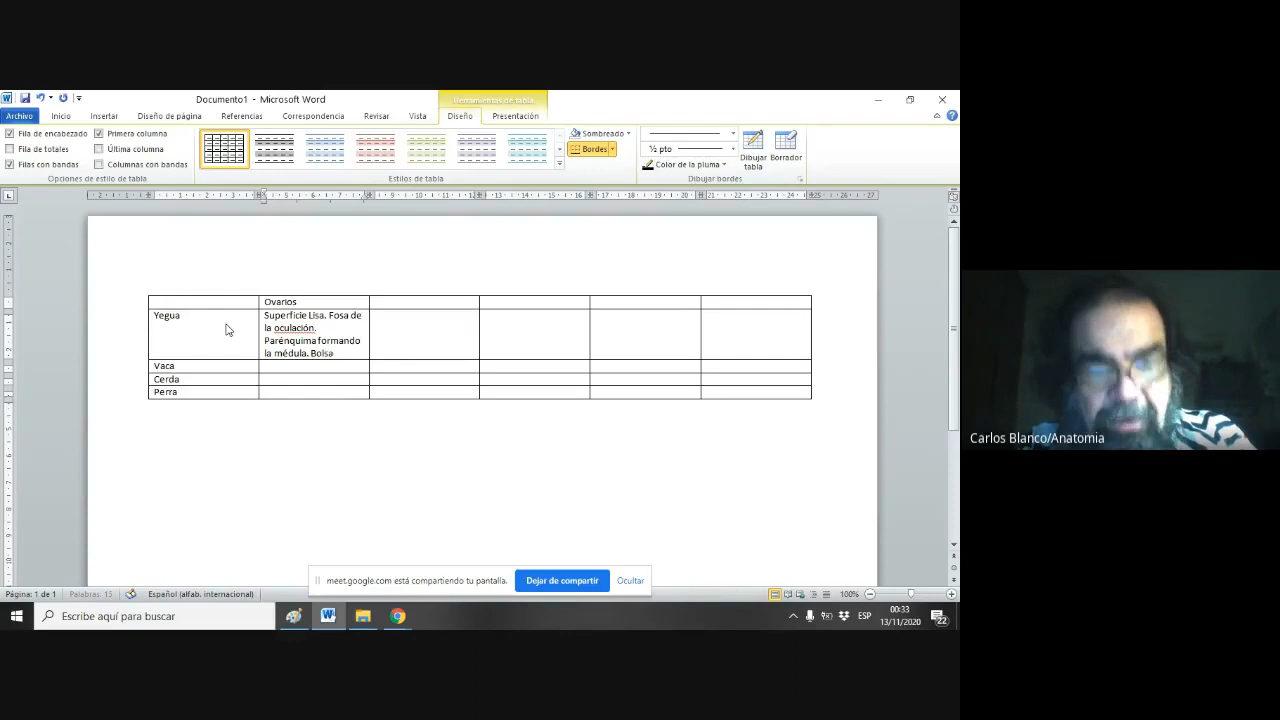 Documento1 - Microsoft Word
Herramientas de tabla
Archivo Inicio Insertar Diseño de página Referencias Correspondencia Revisar Vista Diseño Presentación
Fila de encabezado Primera columna
Fila de totales Última columna
Filas con bandas Columnas con bandas
Opciones de estilo de tabla
Estilos de tabla
Sombreado
Bordes
½ pto
Color de la pluma
Dibujar tabla
Borrador
Dibujar bordes
Ovarios
Yegua
Superficie Lisa. Fosa de
la oculación.
Parénquima formando
la médula. Bolsa
Vaca
Cerda
Perra
Carlos Blanco/Anatomia
meet.google.com está compartiendo tu pantalla. Dejar de compartir Ocultar
Página: 1 de 1 Palabras: 15 Español (alfab. internacional) 100%
Escribe aquí para buscar
ESP
00:33
13/11/2020
22